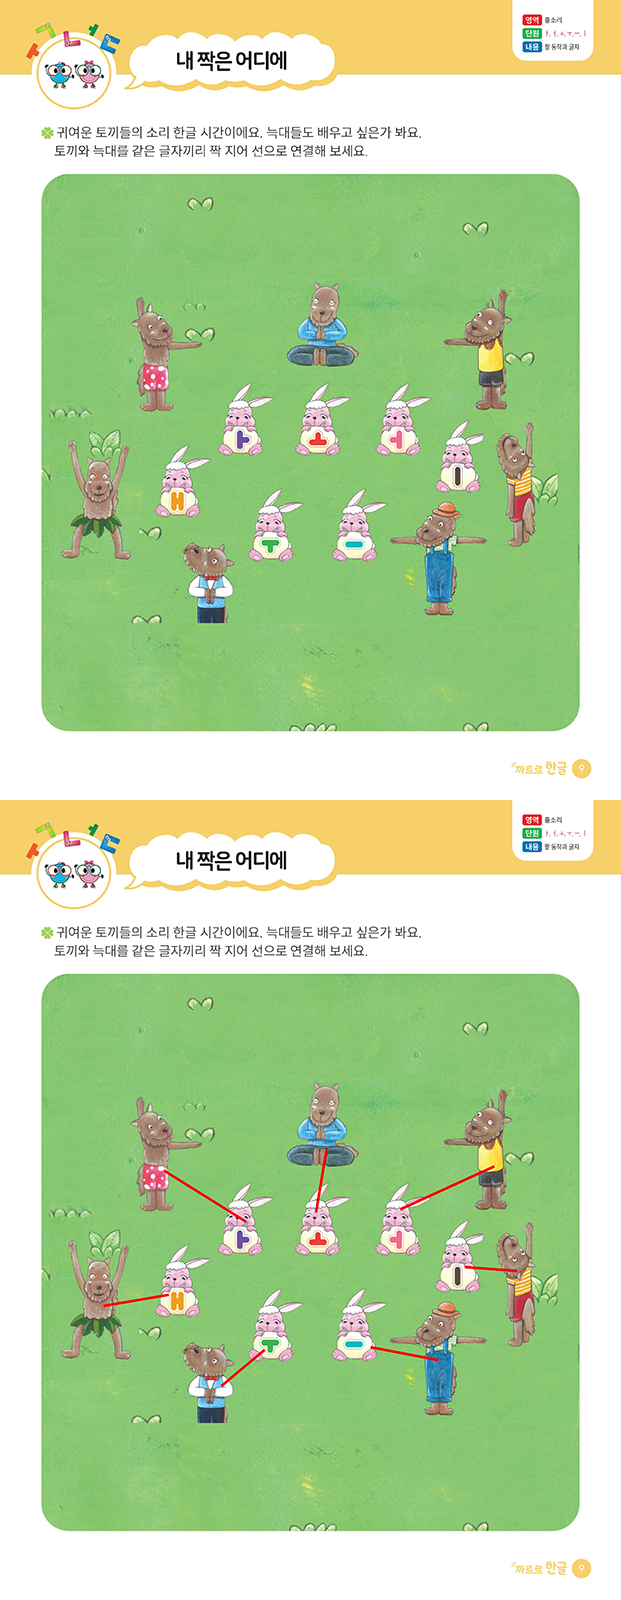 내 짝은 어디에
영역 홀소리
단원 ㅏ, ㅓ, ㅗ, ㅜ, ㅡ, ㅣ
내용 팔 동작과 글자
귀여운 토끼들의 소리 한글 시간이에요. 늑대들도 배우고 싶은가 봐요.
토끼와 늑대를 같은 글자끼리 짝 지어 선으로 연결해 보세요.
ㅏ ㅗ ㅓ ㅣ
ㅐ ㅜ ㅡ
까르르 한글 9
내 짝은 어디에
영역 홀소리
단원 ㅏ, ㅓ, ㅗ, ㅜ, ㅡ, ㅣ
내용 팔 동작과 글자
귀여운 토끼들의 소리 한글 시간이에요. 늑대들도 배우고 싶은가 봐요.
토끼와 늑대를 같은 글자끼리 짝 지어 선으로 연결해 보세요.
ㅏ ㅗ ㅓ ㅣ
ㅐ ㅜ ㅡ
까르르 한글 9